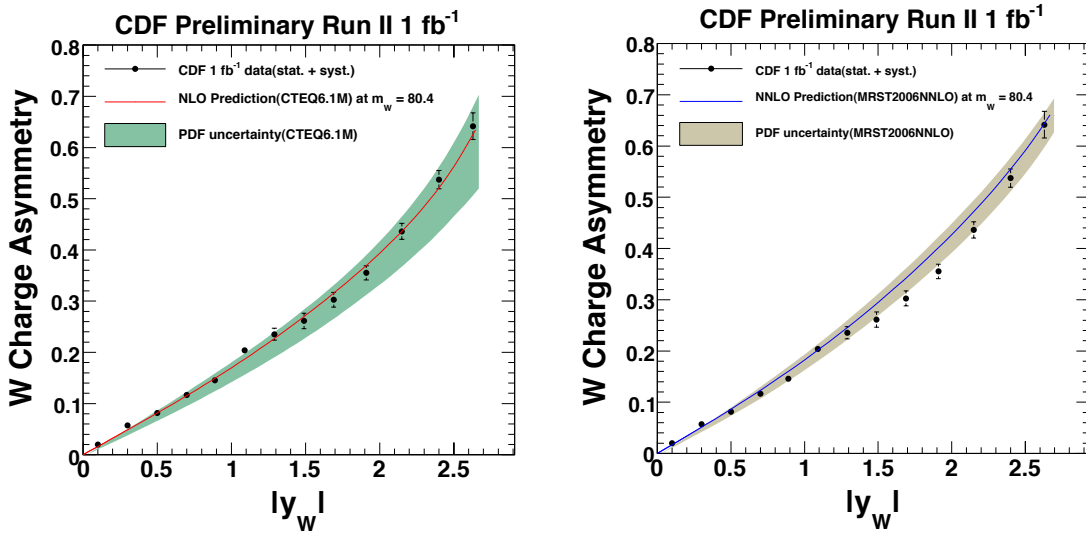 CDF Preliminary Run II 1 fb⁻¹
W Charge Asymmetry
0.8
0.7
0.6
0.5
0.4
0.3
0.2
0.1
0
CDF 1 fb⁻¹ data(stat. + syst.)
NLO Prediction(CTEQ6.1M) at m_W = 80.4
PDF uncertainty(CTEQ6.1M)
0 0.5 1 1.5 2 2.5
|y_W|
CDF Preliminary Run II 1 fb⁻¹
W Charge Asymmetry
0.8
0.7
0.6
0.5
0.4
0.3
0.2
0.1
0
CDF 1 fb⁻¹ data(stat. + syst.)
NNLO Prediction(MRST2006NNLO) at m_W = 80.4
PDF uncertainty(MRST2006NNLO)
0 0.5 1 1.5 2 2.5
|y_W|